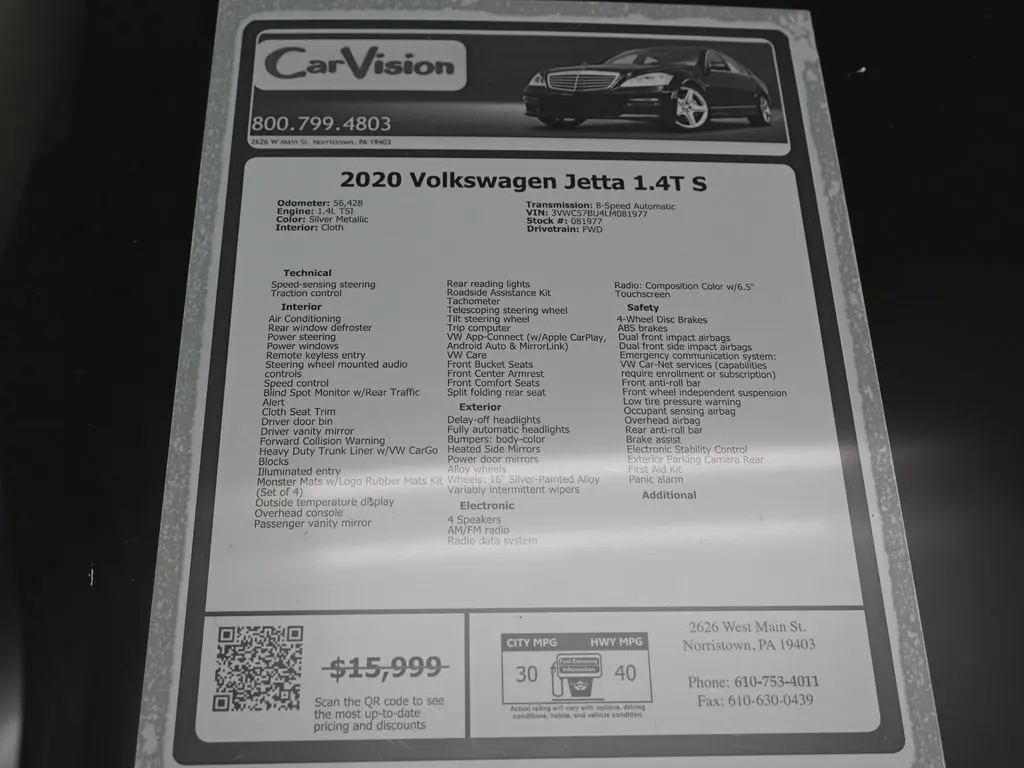 CarVision
800.799.4803
2626 W Main St, Norristown, PA 19403
2020 Volkswagen Jetta 1.4T S
Odometer: 56,428
Engine: 1.4L TSI
Color: Silver Metallic
Interior: Cloth
Transmission: 8-Speed Automatic
VIN: 3VWC57BU4LM081977
Stock #: 081977
Drivetrain: FWD
Technical
Speed-sensing steering
Traction control
Interior
Air Conditioning
Rear window defroster
Power steering
Power windows
Remote keyless entry
Steering wheel mounted audio
controls
Speed control
Blind Spot Monitor w/Rear Traffic
Alert
Cloth Seat Trim
Driver door bin
Driver vanity mirror
Forward Collision Warning
Heavy Duty Trunk Liner w/VW CarGo
Blocks
Illuminated entry
Monster Mats w/Logo Rubber Mats Kit
(Set of 4)
Outside temperature display
Overhead console
Passenger vanity mirror
Rear reading lights
Roadside Assistance Kit
Tachometer
Telescoping steering wheel
Tilt steering wheel
Trip computer
VW App-Connect (w/Apple CarPlay,
Android Auto & MirrorLink)
VW Care
Front Bucket Seats
Front Center Armrest
Front Comfort Seats
Split folding rear seat
Exterior
Delay-off headlights
Fully automatic headlights
Bumpers: body-color
Heated Side Mirrors
Power door mirrors
Alloy wheels
Wheels: 16" Silver-Painted Alloy
Variably intermittent wipers
Electronic
4 Speakers
AM/FM radio
Radio data system
Radio: Composition Color w/6.5"
Touchscreen
Safety
4-Wheel Disc Brakes
ABS brakes
Dual front impact airbags
Dual front side impact airbags
Emergency communication system:
VW Car-Net services (capabilities
require enrollment or subscription)
Front anti-roll bar
Front wheel independent suspension
Low tire pressure warning
Occupant sensing airbag
Overhead airbag
Rear anti-roll bar
Brake assist
Electronic Stability Control
Exterior Parking Camera Rear
First Aid Kit
Panic alarm
Additional
$15,999
Scan the QR code to see
the most up-to-date
pricing and discounts
CITY MPG HWY MPG
30 40
Fuel Economy
Information
Actual rating will vary with options, driving
conditions, habits, and vehicle condition.
2626 West Main St.
Norristown, PA 19403
Phone: 610-753-4011
Fax: 610-630-0439